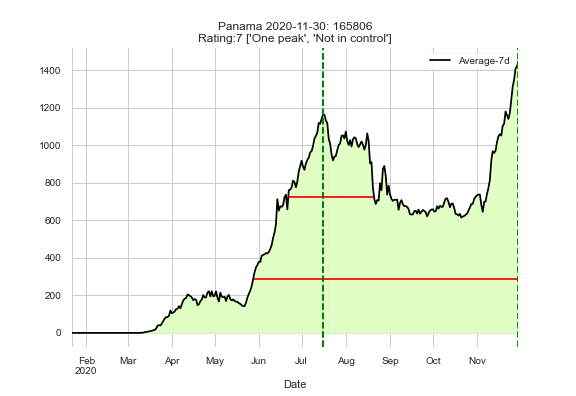 Panama 2020-11-30: 165806
Rating:7 ['One peak', 'Not in control']
Average-7d
1400
1200
1000
800
600
400
200
0
Feb Mar Apr May Jun Jul Aug Sep Oct Nov
2020
Date